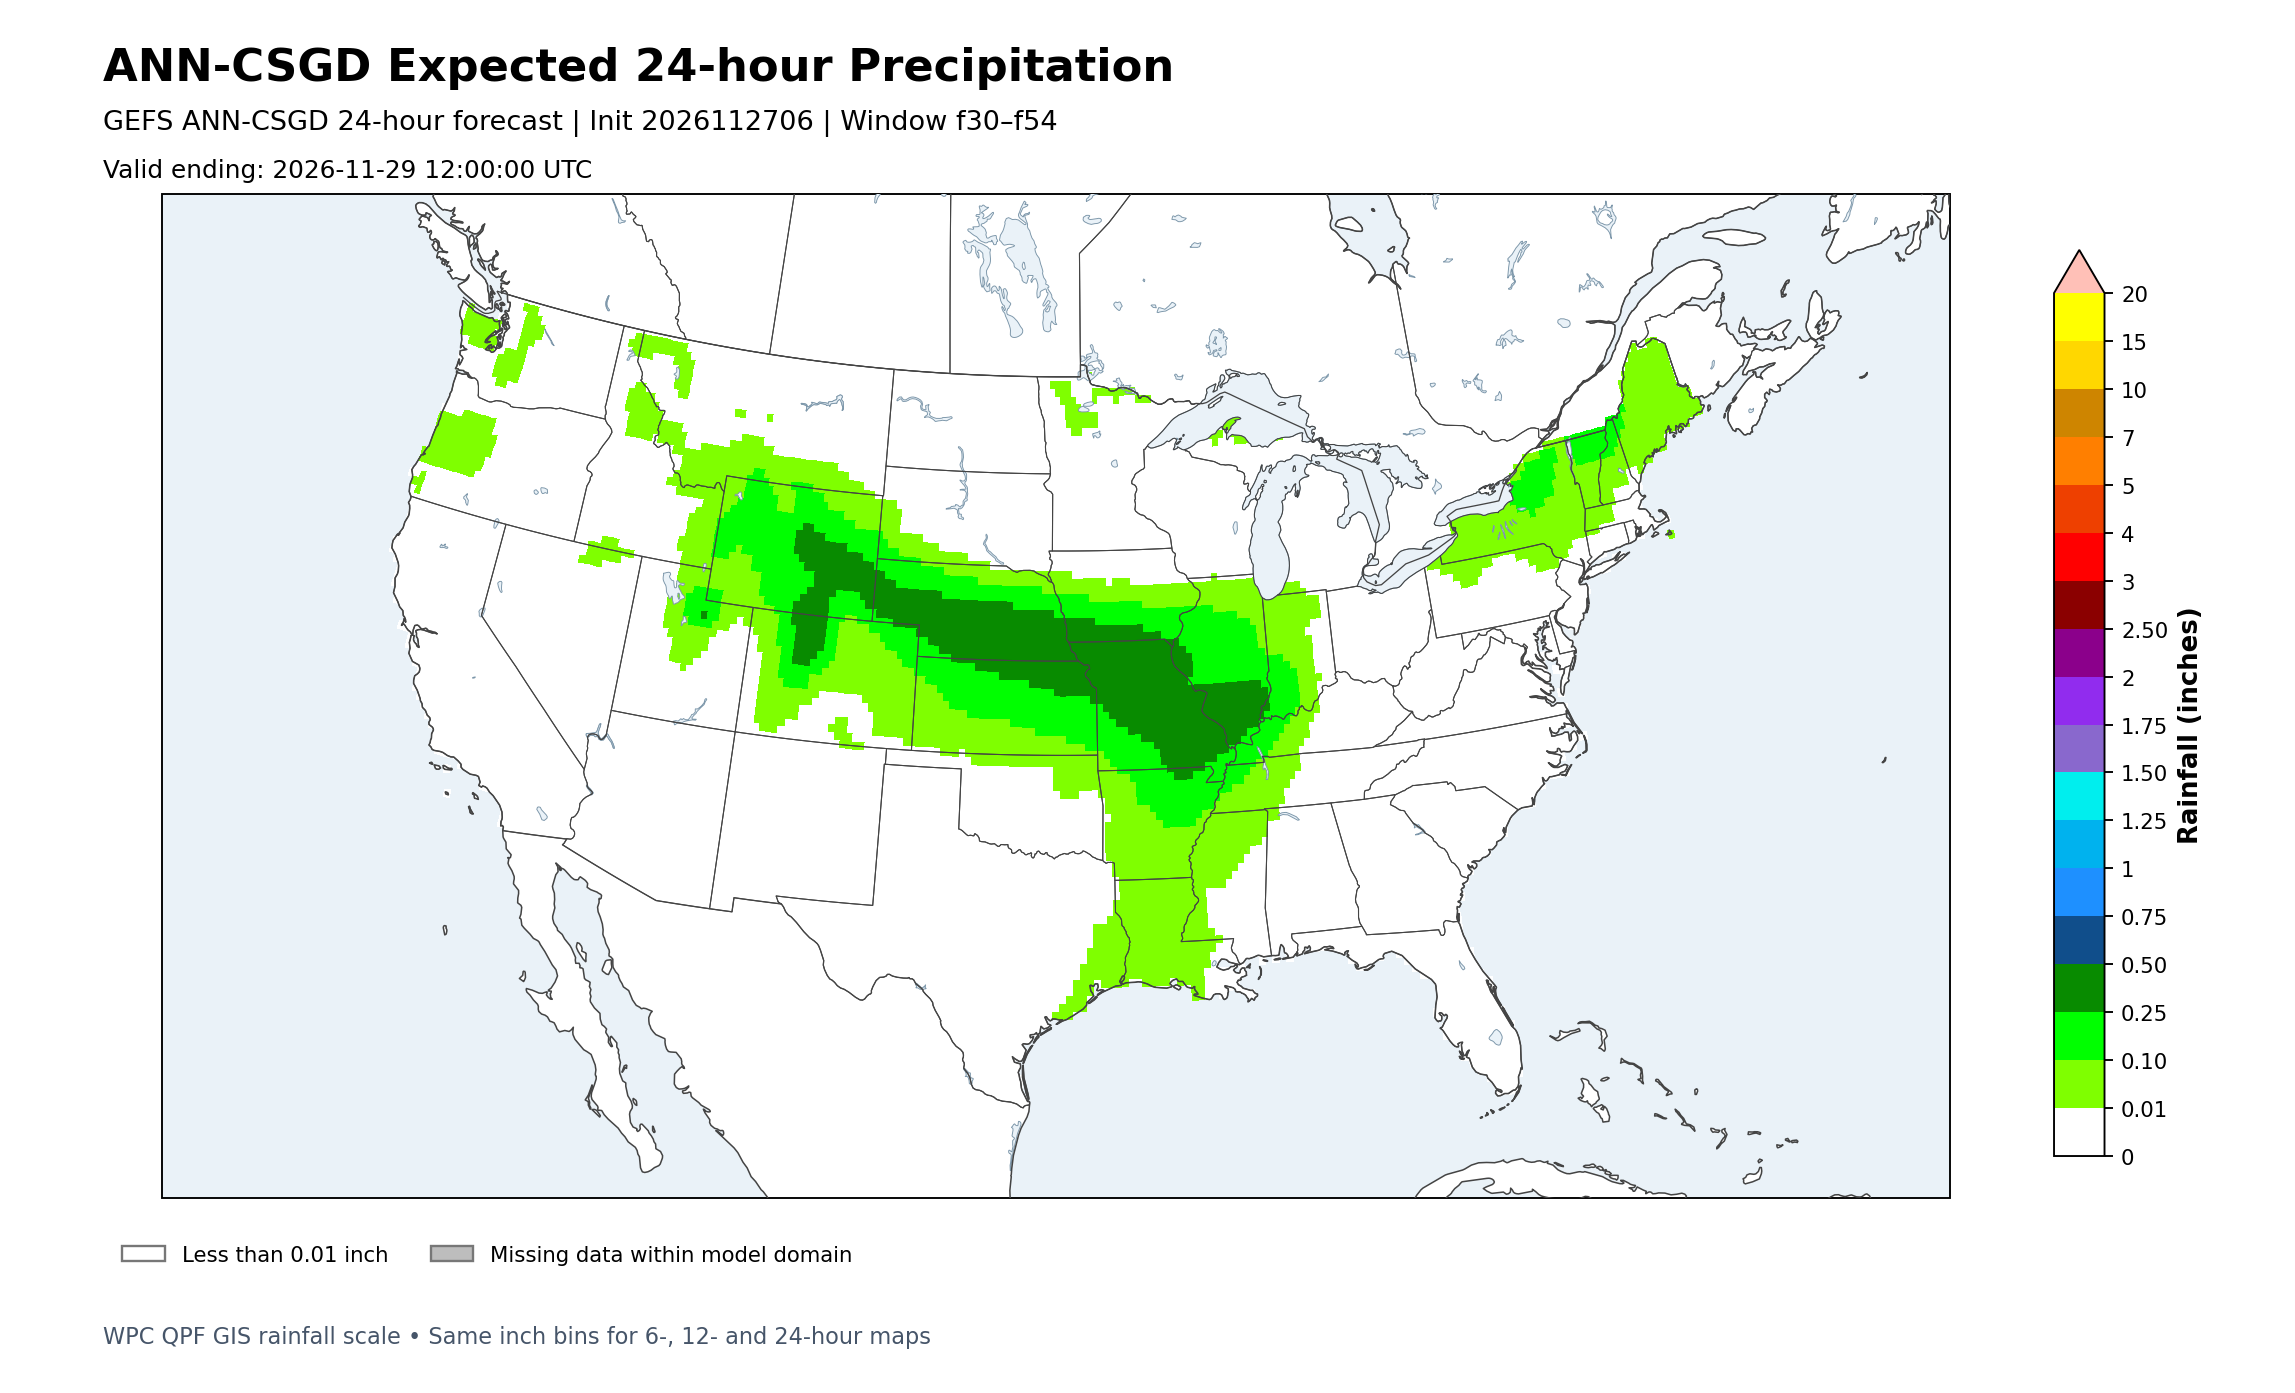 ANN-CSGD Expected 24-hour Precipitation
GEFS ANN-CSGD 24-hour forecast | Init 2026112706 | Window f30–f54
Valid ending: 2026-11-29 12:00:00 UTC
20
15
10
7
5
4
3
2.50
2
1.75
1.50
1.25
1
0.75
0.50
0.25
0.10
0.01
0
Rainfall (inches)
Less than 0.01 inch
Missing data within model domain
WPC QPF GIS rainfall scale • Same inch bins for 6-, 12- and 24-hour maps